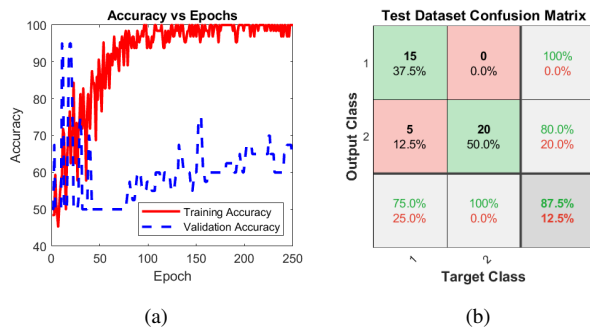 Accuracy vs Epochs
100
90
80
70
60
50
40
Accuracy
Training Accuracy
Validation Accuracy
0 50 100 150 200 250
Epoch
(a)
Test Dataset Confusion Matrix
Output Class
1
15
37.5%
0
0.0%
100%
0.0%
2
5
12.5%
20
50.0%
80.0%
20.0%
75.0%
25.0%
100%
0.0%
87.5%
12.5%
1 2
Target Class
(b)